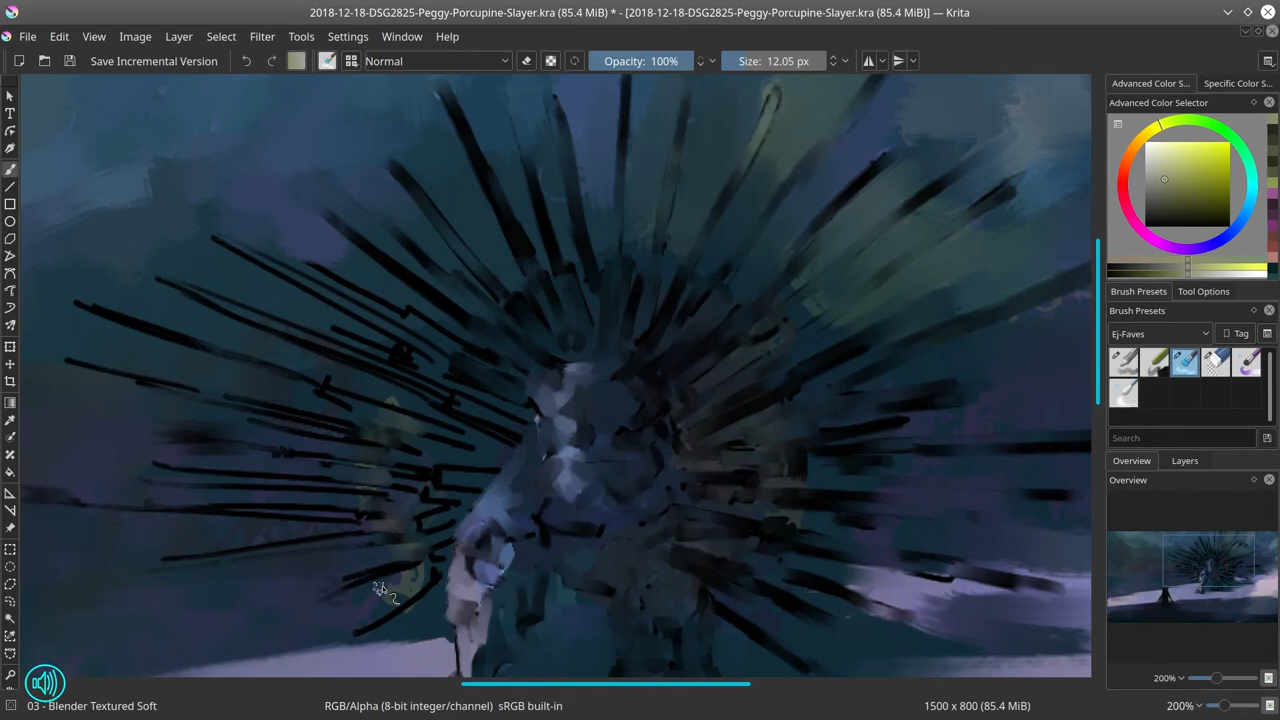 2018-12-18-DSG2825-Peggy-Porcupine-Slayer.kra (85.4 MiB) * - [2018-12-18-DSG2825-Peggy-Porcupine-Slayer.kra (85.4 MiB)] — Krita
File Edit View Image Layer Select Filter Tools Settings Window Help
Save Incremental Version Normal Opacity: 100% Size: 12.05 px
Advanced Color S... Specific Color S...
Advanced Color Selector
Brush Presets Tool Options
Brush Presets
Ej-Faves Tag
Search
Overview Layers
Overview
200%
03 - Blender Textured Soft RGB/Alpha (8-bit integer/channel) sRGB built-in 1500 x 800 (85.4 MiB) 200%